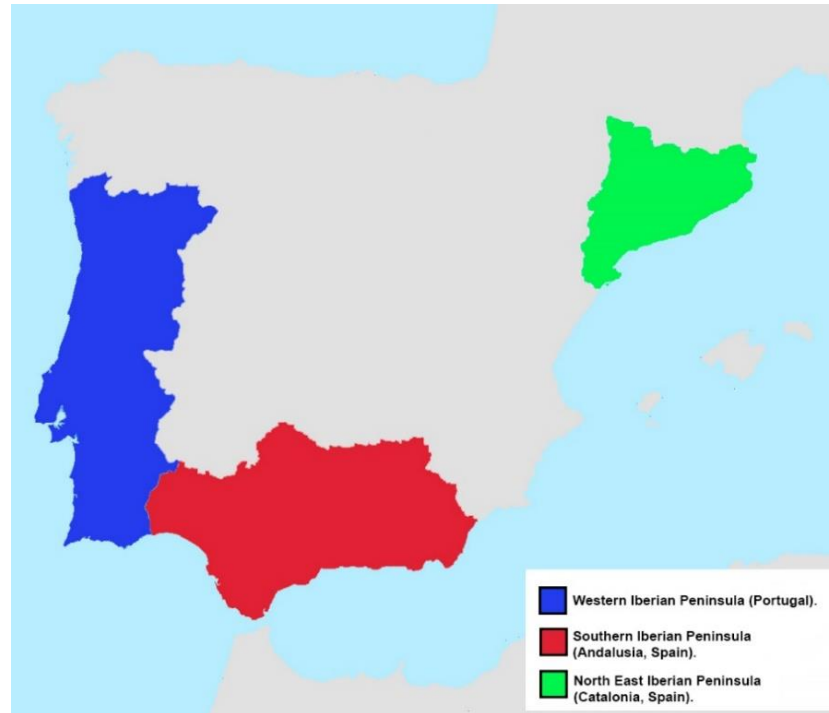 Western Iberian Peninsula (Portugal).
Southern Iberian Peninsula
(Andalusia, Spain).
North East Iberian Peninsula
(Catalonia, Spain).